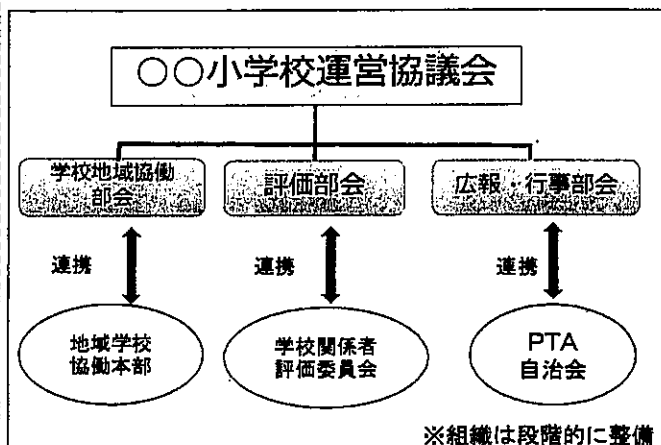 〇〇小学校運営協議会
学校地域協働
部会
評価部会
広報・行事部会
連携
連携
連携
地域学校
協働本部
学校関係者
評価委員会
PTA
自治会
※組織は段階的に整備